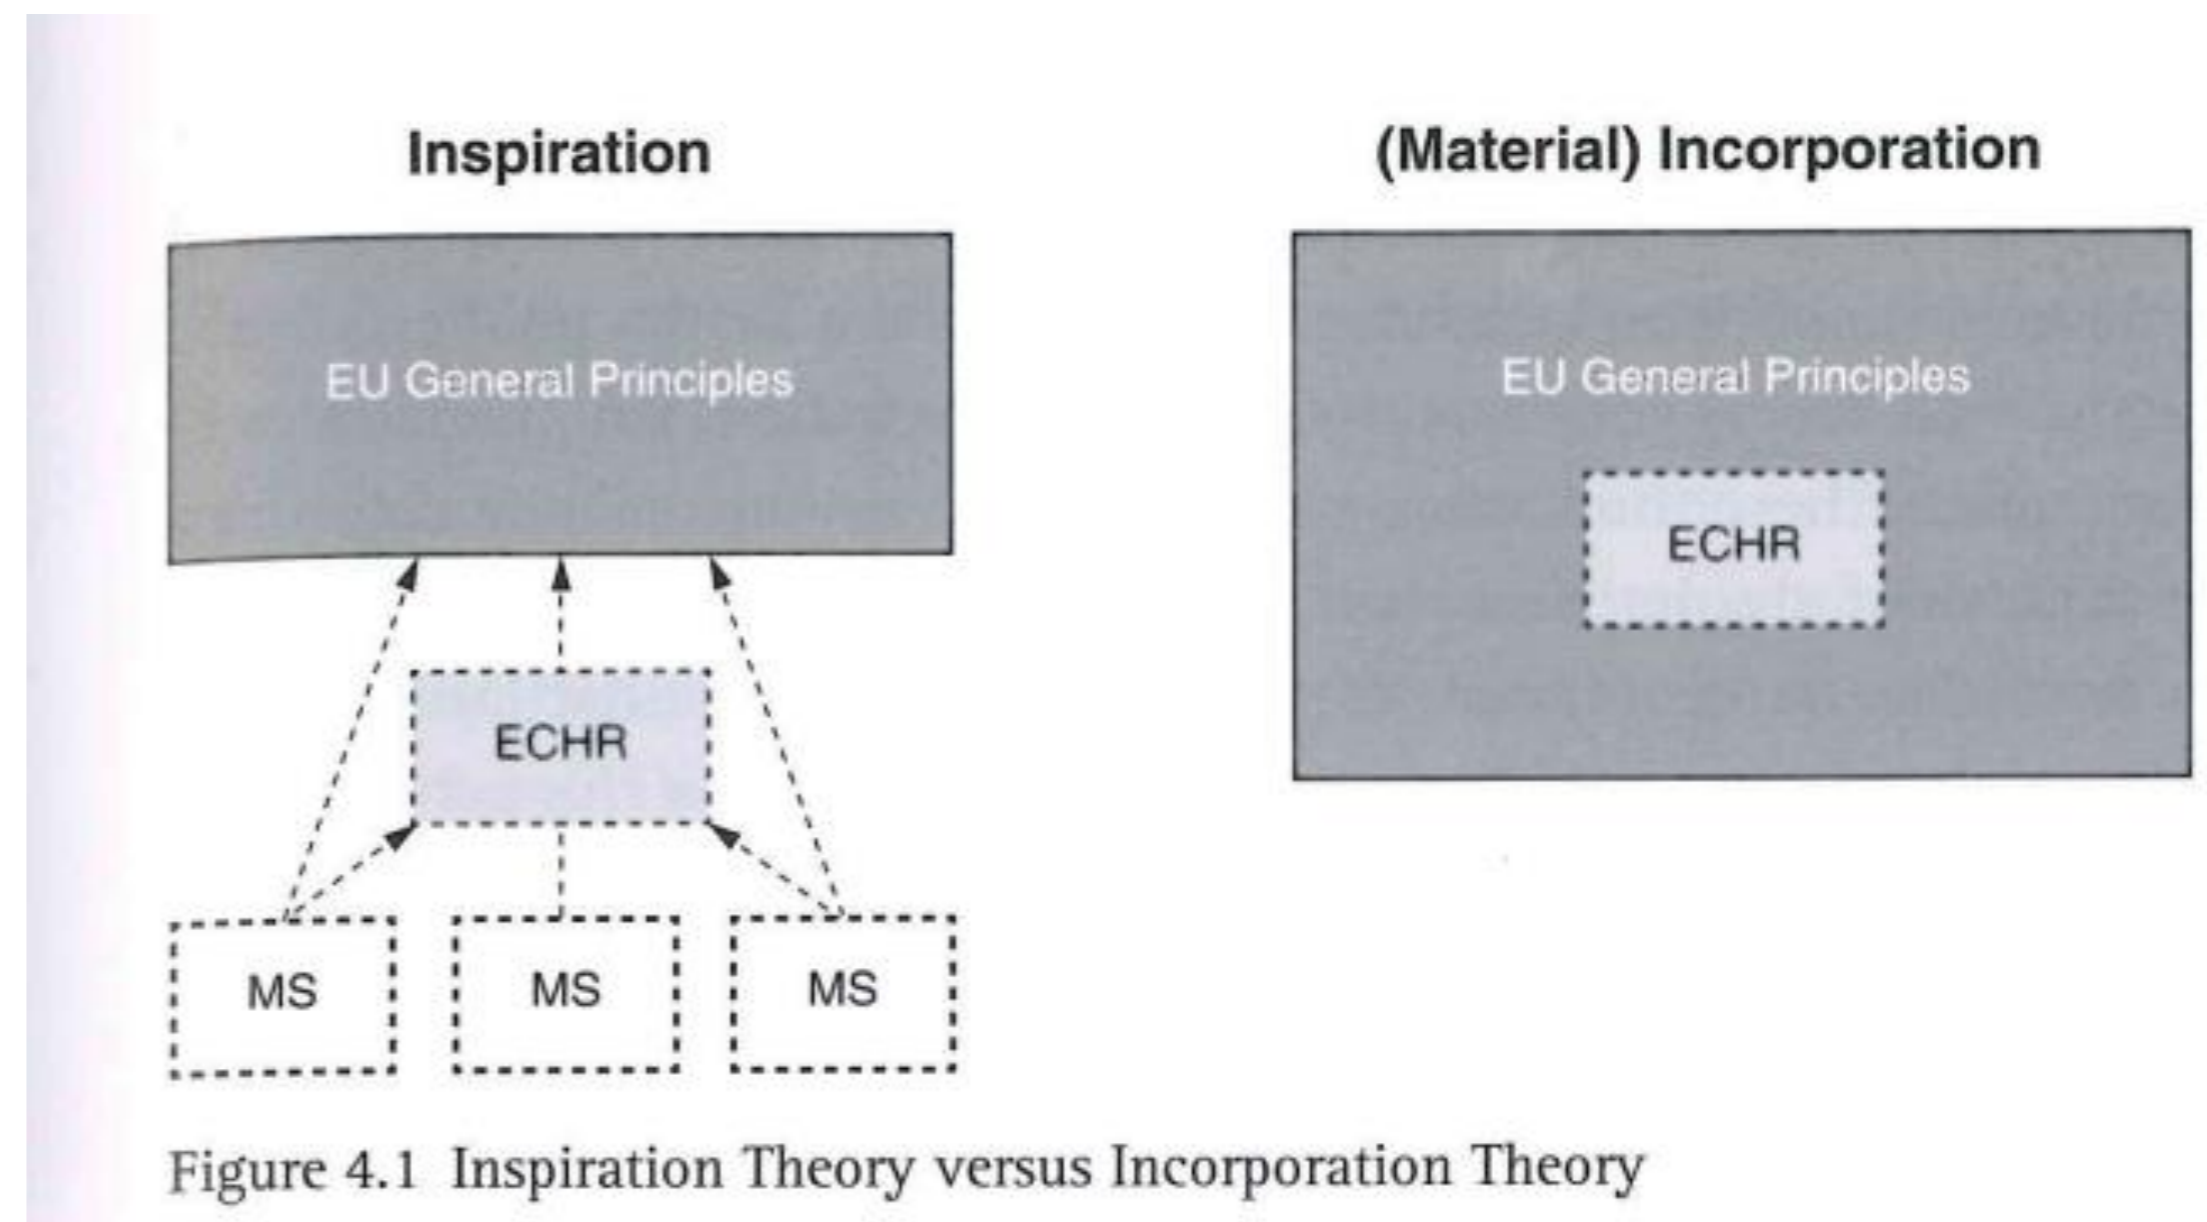 Inspiration
EU General Principles
ECHR
MS MS MS
(Material) Incorporation
EU General Principles
ECHR
Figure 4.1 Inspiration Theory versus Incorporation Theory